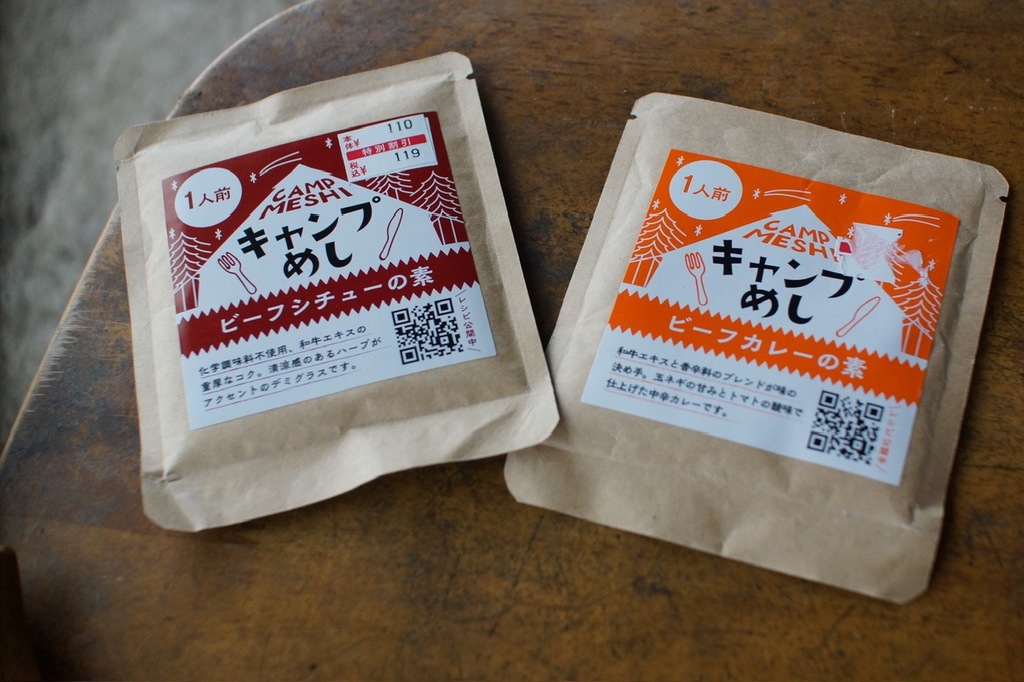 1人前
本体¥ 110
特別割引
税込¥ 119
CAMP
MESHI
キャンプ
めし
ビーフシチューの素
化学調味料不使用、和牛エキスの
重厚なコク。清涼感のあるハーブが
アクセントのデミグラスです。
レシピ公開中
1人前
CAMP
MESHI
キャンプ
めし
ビーフカレーの素
和牛エキスと香辛料のブレンドが味の
決め手。玉ネギの甘みとトマトの酸味で
仕上げた中辛カレーです。